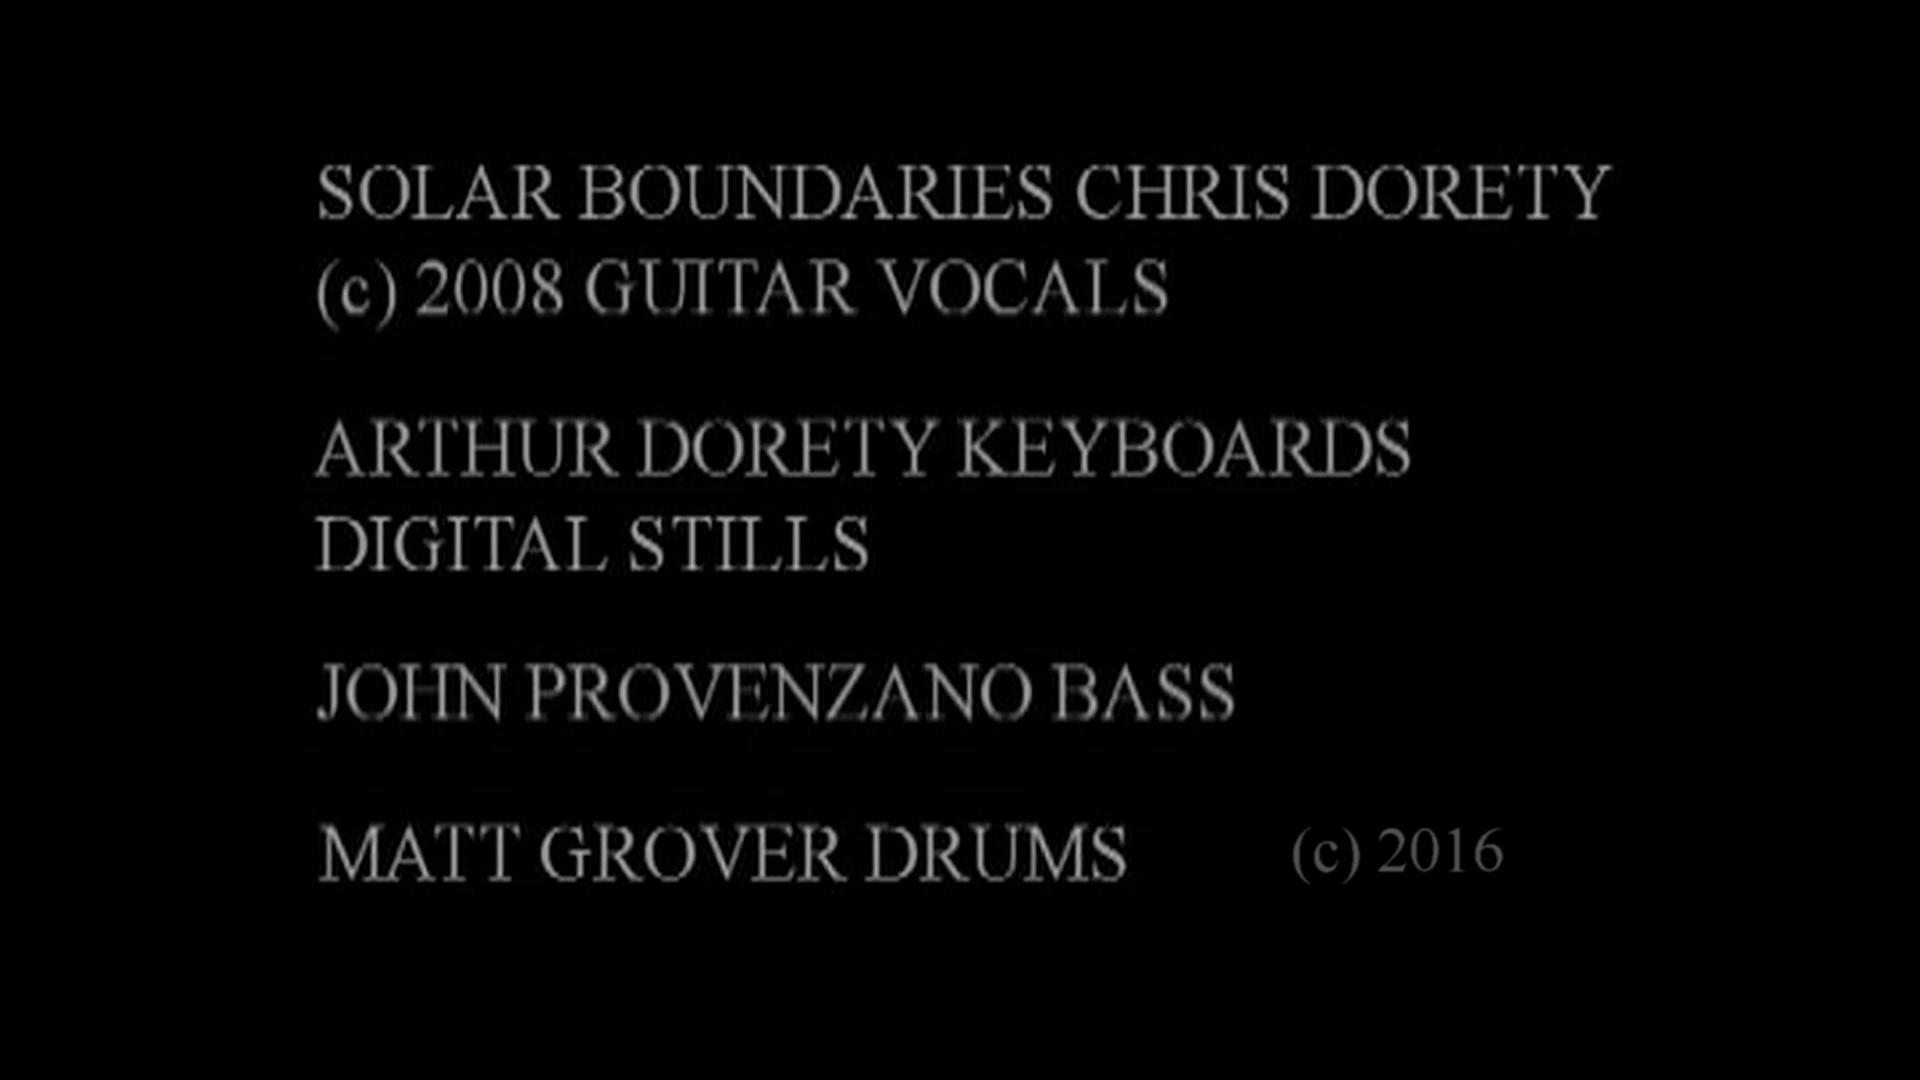 SOLAR BOUNDARIES CHRIS DORETY
(c) 2008 GUITAR VOCALS
ARTHUR DORETY KEYBOARDS
DIGITAL STILLS
JOHN PROVENZANO BASS
MATT GROVER DRUMS (c) 2016